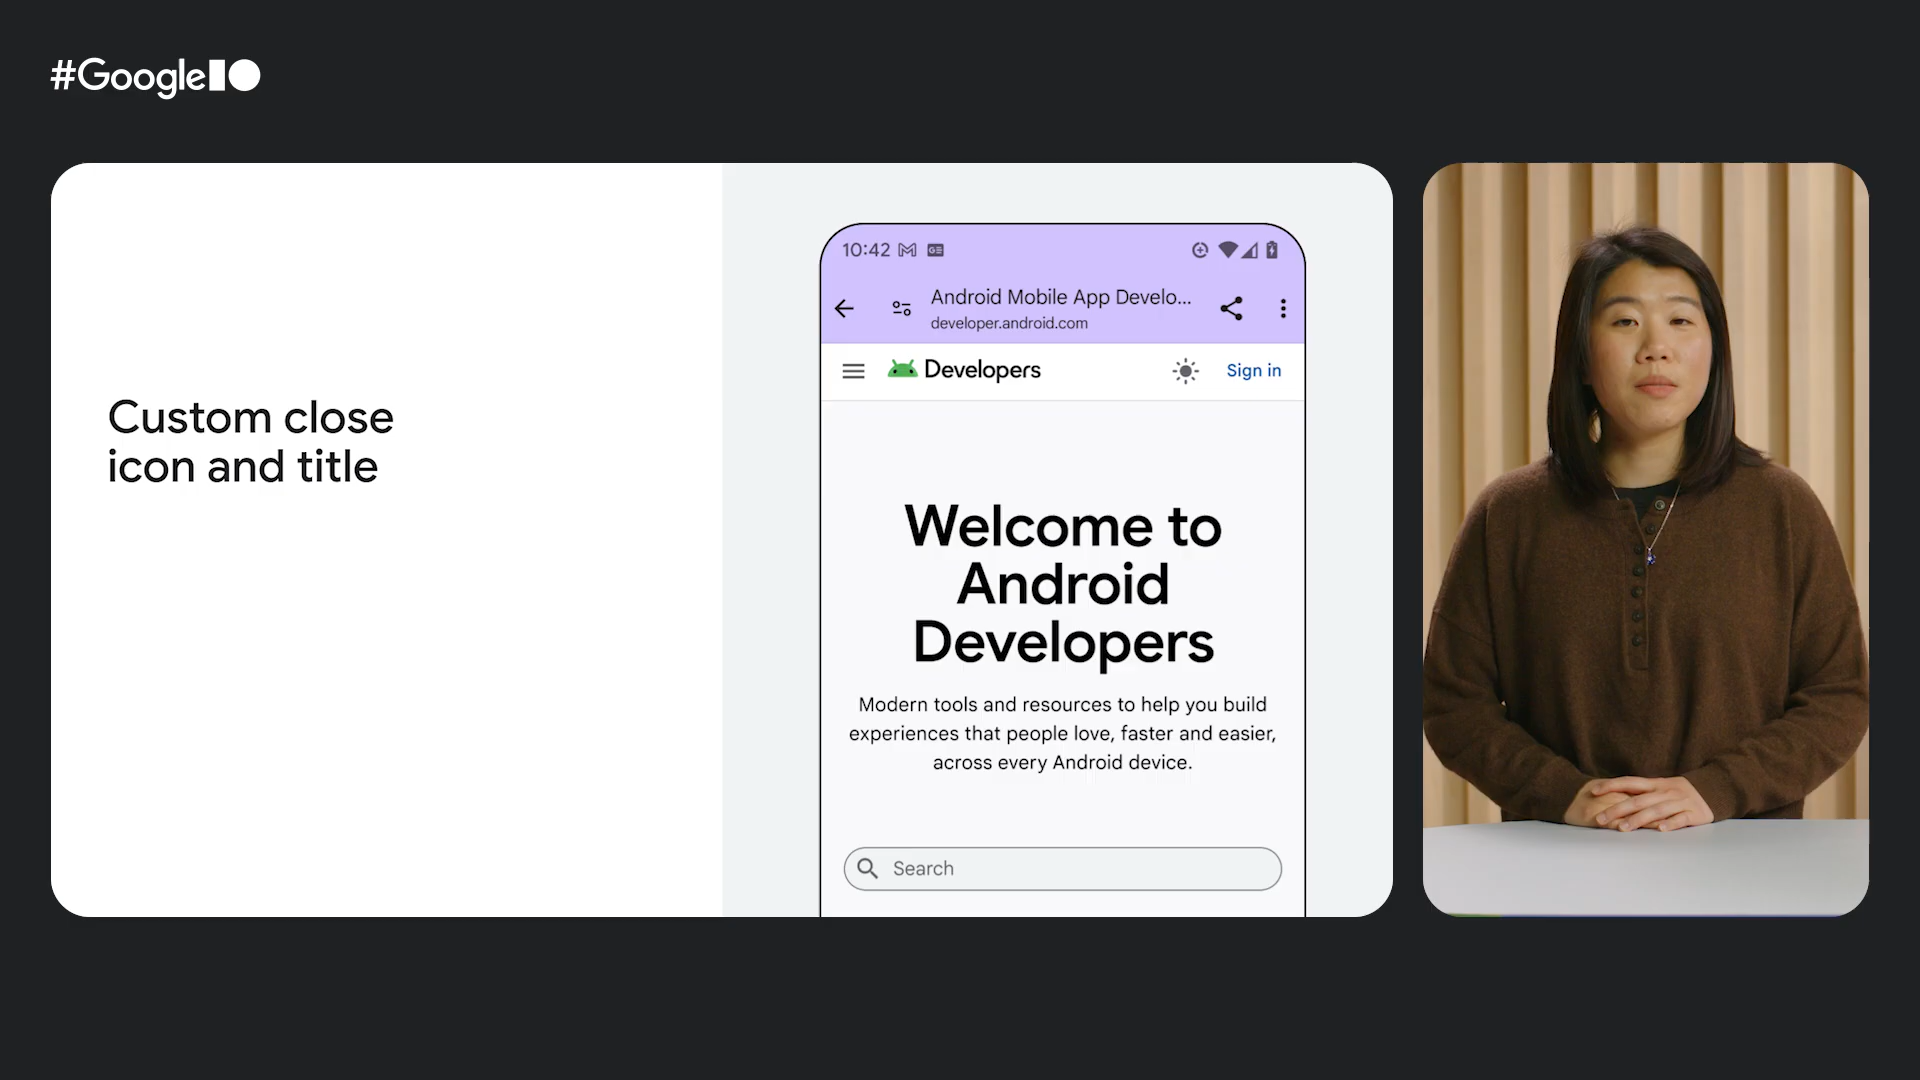 #GoogleIO
Custom close
icon and title
10:42
Android Mobile App Develo...
developer.android.com
Developers
Sign in
Welcome to
Android
Developers
Modern tools and resources to help you build
experiences that people love, faster and easier,
across every Android device.
Search